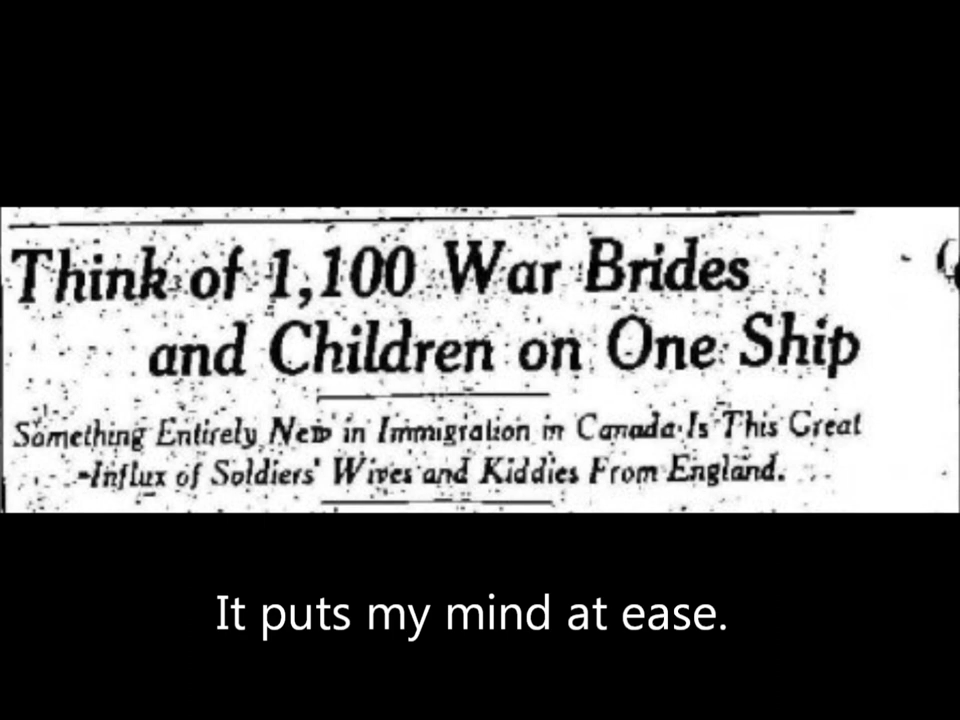 Think of 1,100 War Brides
and Children on One Ship
Something Entirely New in Immigration in Canada Is This Great
Influx of Soldiers' Wives and Kiddies From England.
It puts my mind at ease.